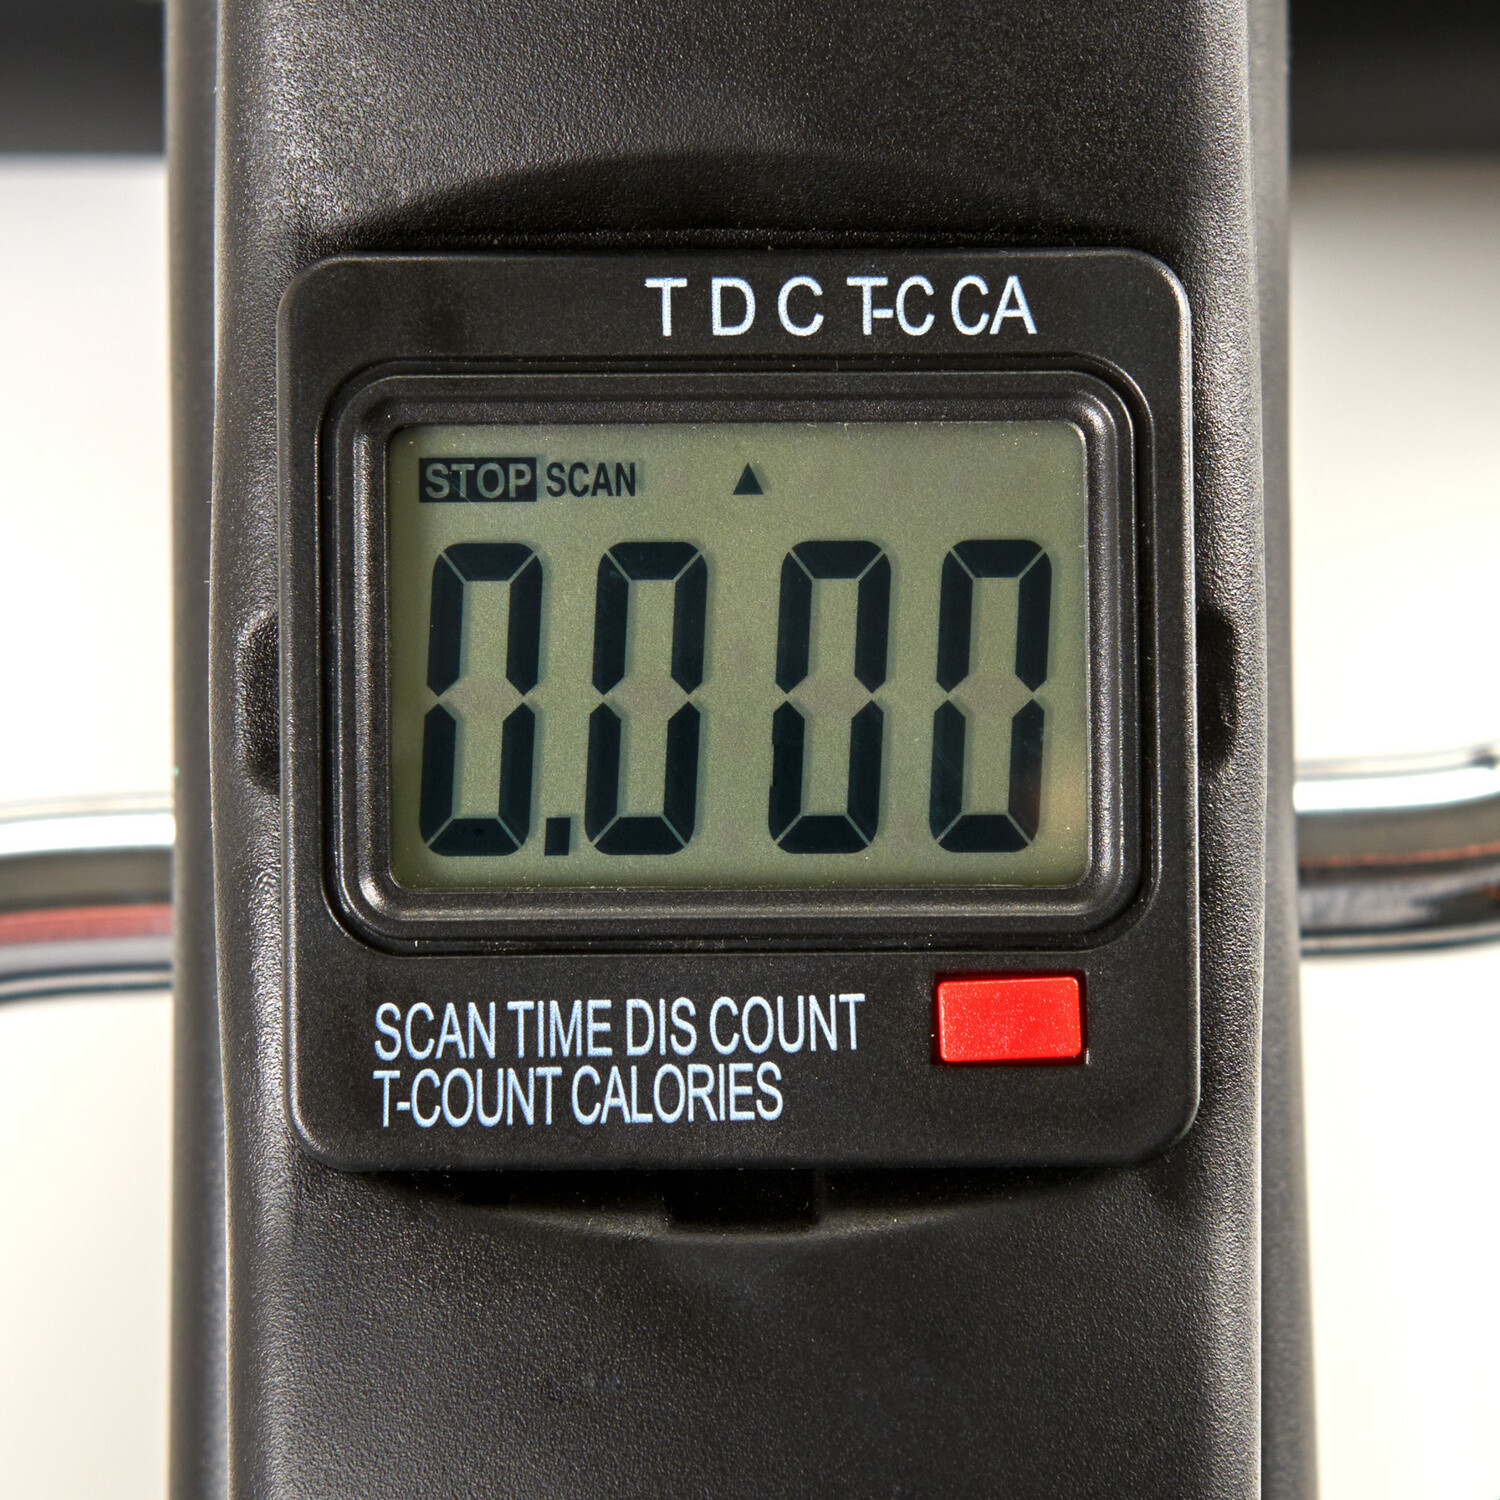 T D C T-C CA
STOP SCAN ▲
0.000
SCAN TIME DIS COUNT
T-COUNT CALORIES